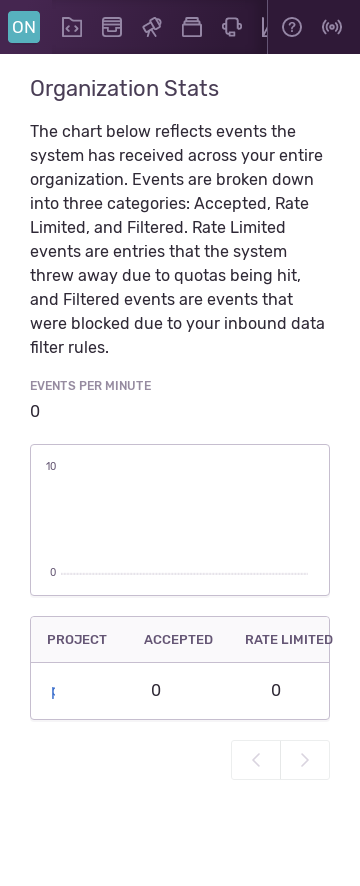 ON
Organization Stats
The chart below reflects events the
system has received across your entire
organization. Events are broken down
into three categories: Accepted, Rate
Limited, and Filtered. Rate Limited
events are entries that the system
threw away due to quotas being hit,
and Filtered events are events that
were blocked due to your inbound data
filter rules.
EVENTS PER MINUTE
0
10
0
PROJECT ACCEPTED RATE LIMITED
0 0